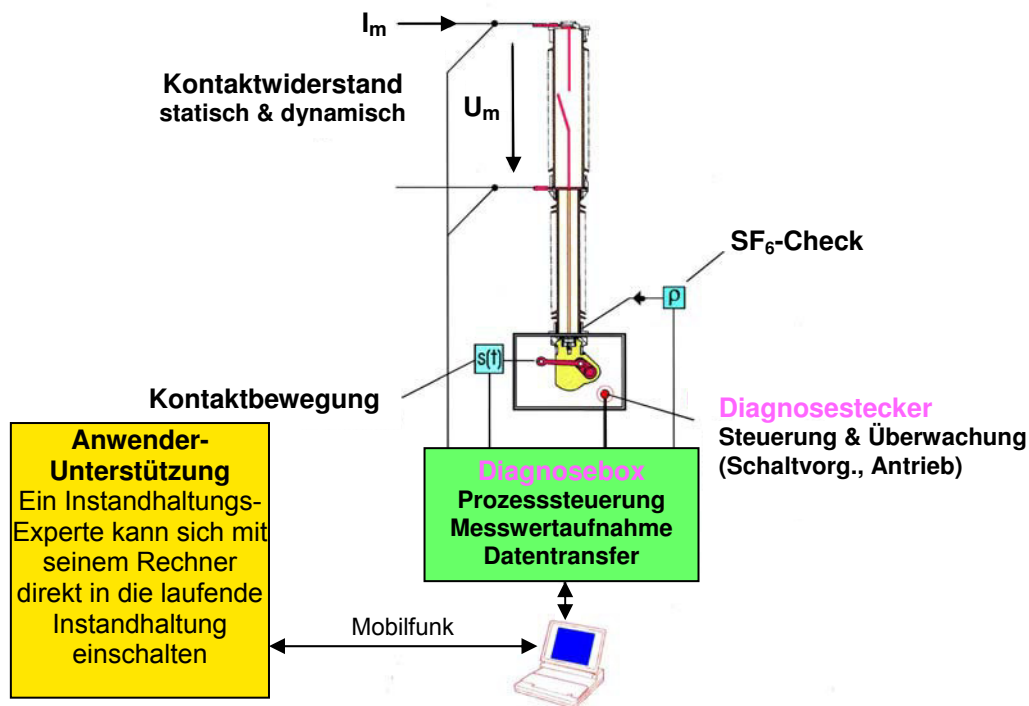 Iₘ
Kontaktwiderstand
statisch & dynamisch
Uₘ
SF₆-Check
ρ
s(t)
Kontaktbewegung
Diagnosestecker
Steuerung & Überwachung
(Schaltvorg., Antrieb)
Anwender-
Unterstützung
Ein Instandhaltungs-
Experte kann sich mit
seinem Rechner
direkt in die laufende
Instandhaltung
einschalten
Diagnosebox
Prozesssteuerung
Messwertaufnahme
Datentransfer
Mobilfunk